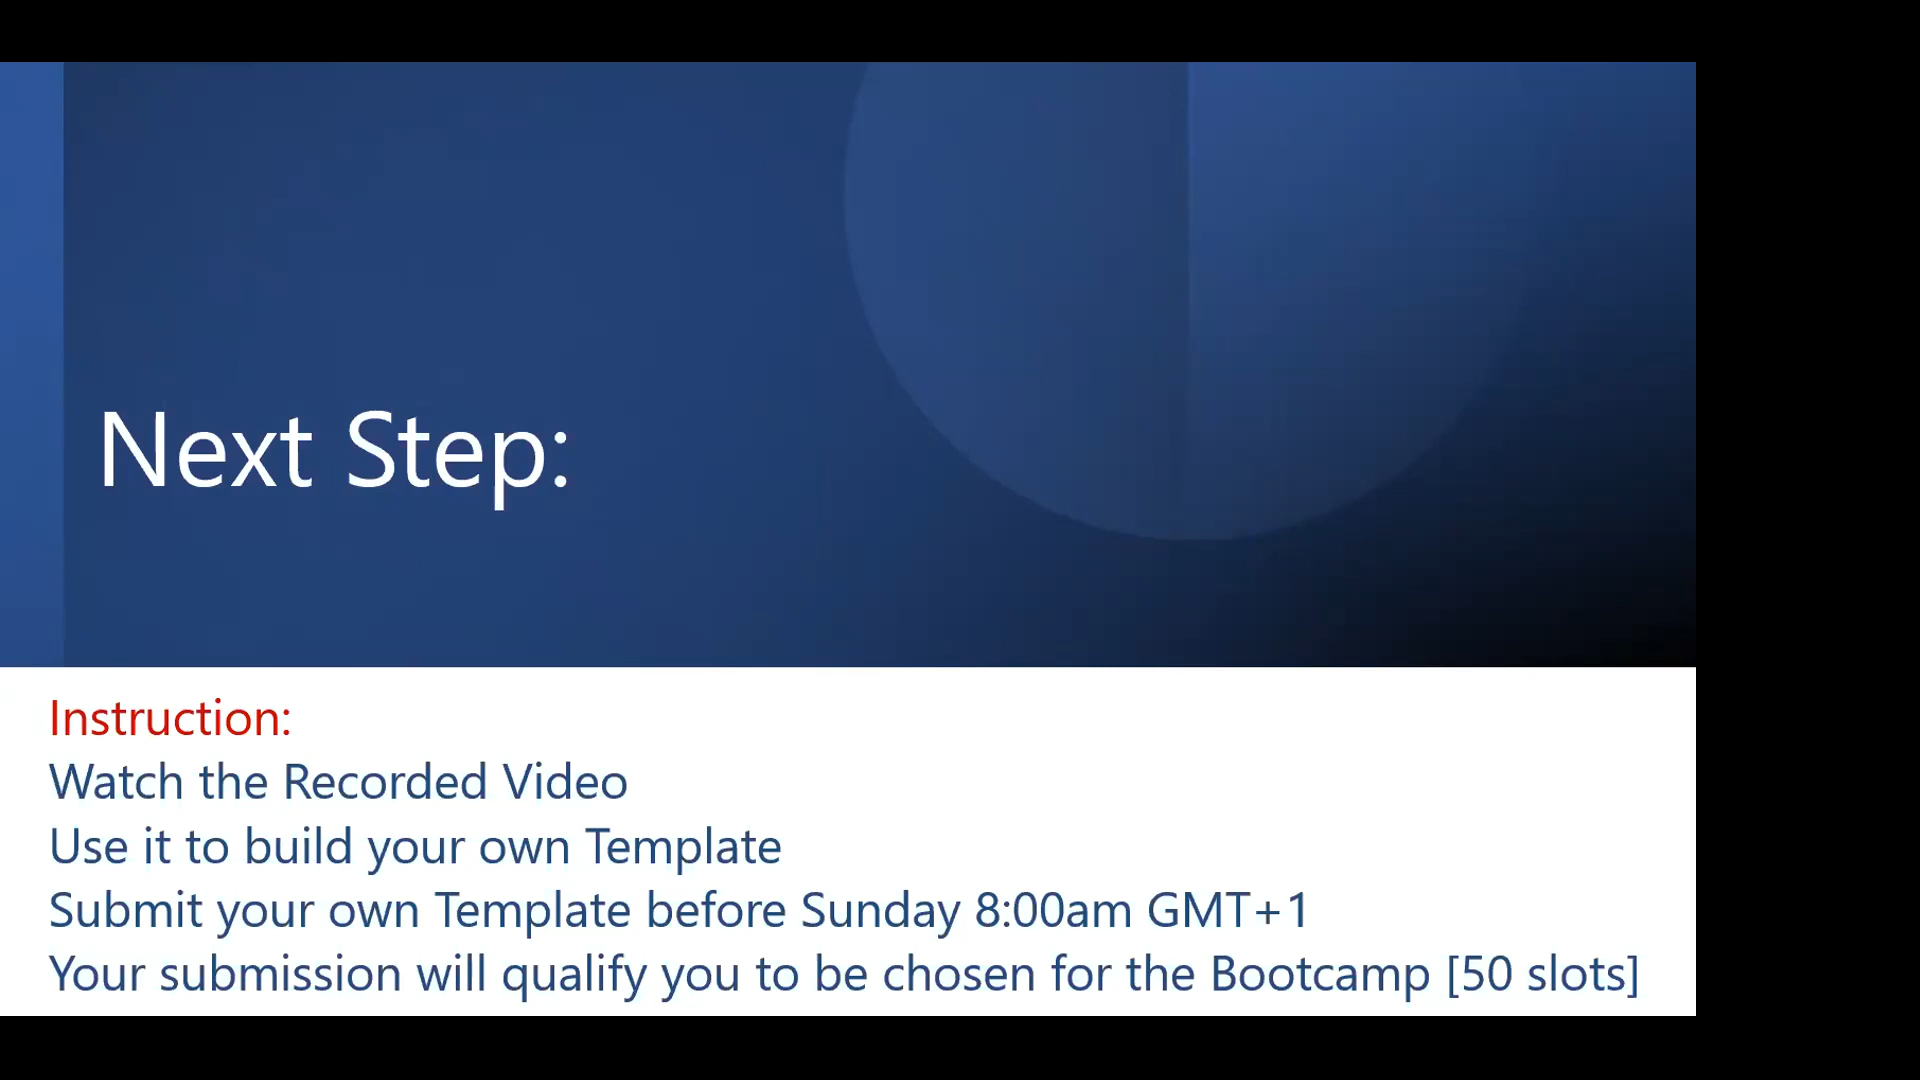 Next Step:
Instruction:
Watch the Recorded Video
Use it to build your own Template
Submit your own Template before Sunday 8:00am GMT+1
Your submission will qualify you to be chosen for the Bootcamp [50 slots]